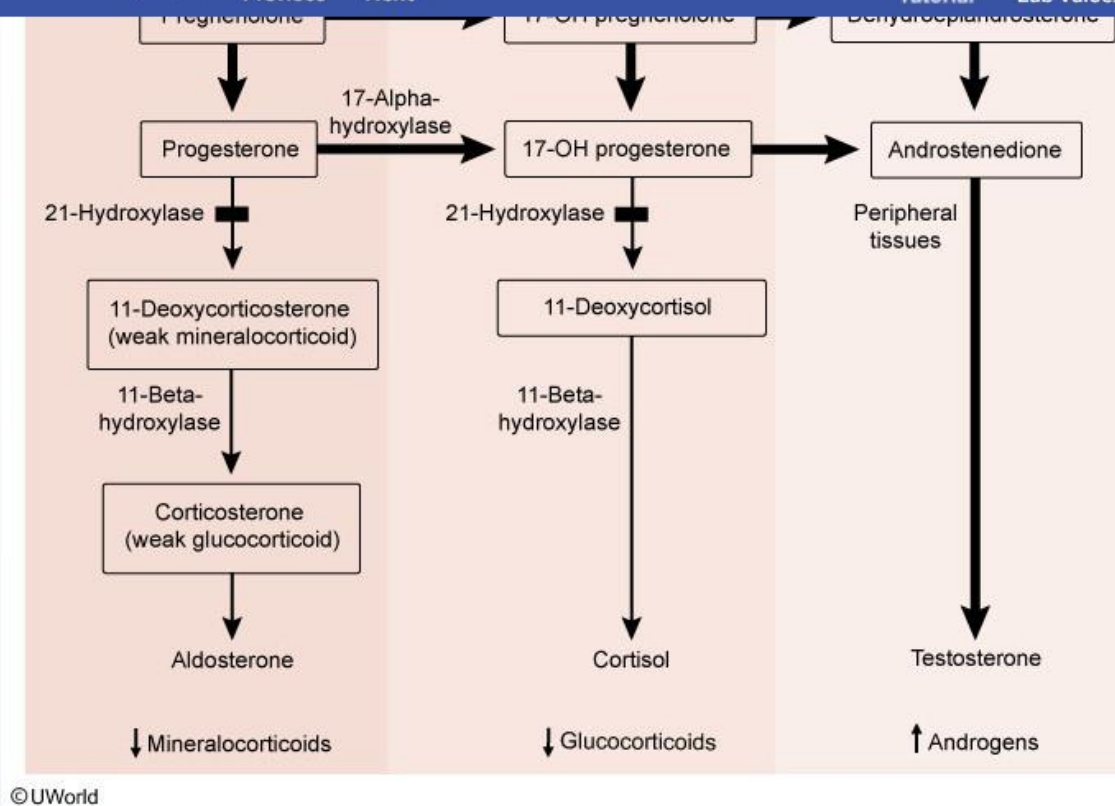 Pregnenolone
17-OH pregnenolone
Dehydroepiandrosterone
17-Alpha-
hydroxylase
Progesterone
17-OH progesterone
Androstenedione
21-Hydroxylase
21-Hydroxylase
Peripheral
tissues
11-Deoxycorticosterone
(weak mineralocorticoid)
11-Deoxycortisol
11-Beta-
hydroxylase
11-Beta-
hydroxylase
Corticosterone
(weak glucocorticoid)
Aldosterone
Cortisol
Testosterone
↓ Mineralocorticoids
↓ Glucocorticoids
↑ Androgens
©UWorld